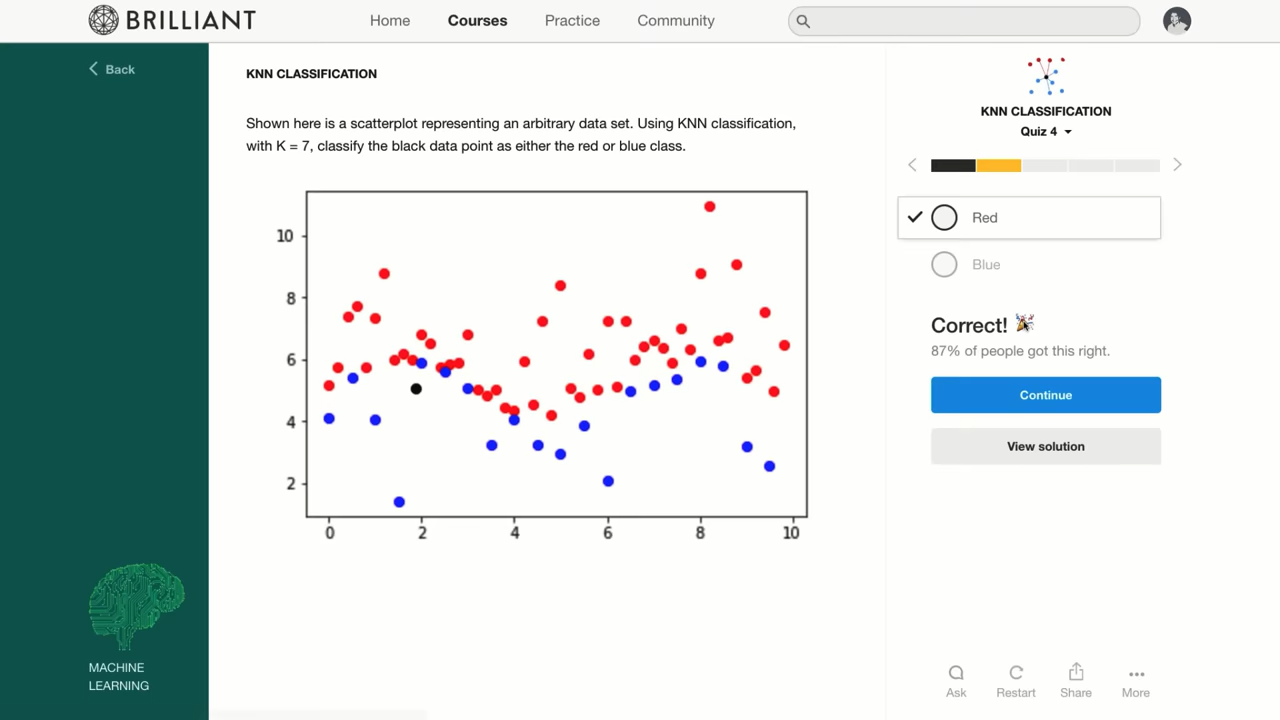 BRILLIANT
Home
Courses
Practice
Community
Back
KNN CLASSIFICATION
Shown here is a scatterplot representing an arbitrary data set. Using KNN classification,
with K = 7, classify the black data point as either the red or blue class.
10
8
6
4
2
0 2 4 6 8 10
KNN CLASSIFICATION
Quiz 4
Red
Blue
Correct!
87% of people got this right.
Continue
View solution
MACHINE
LEARNING
Ask
Restart
Share
More